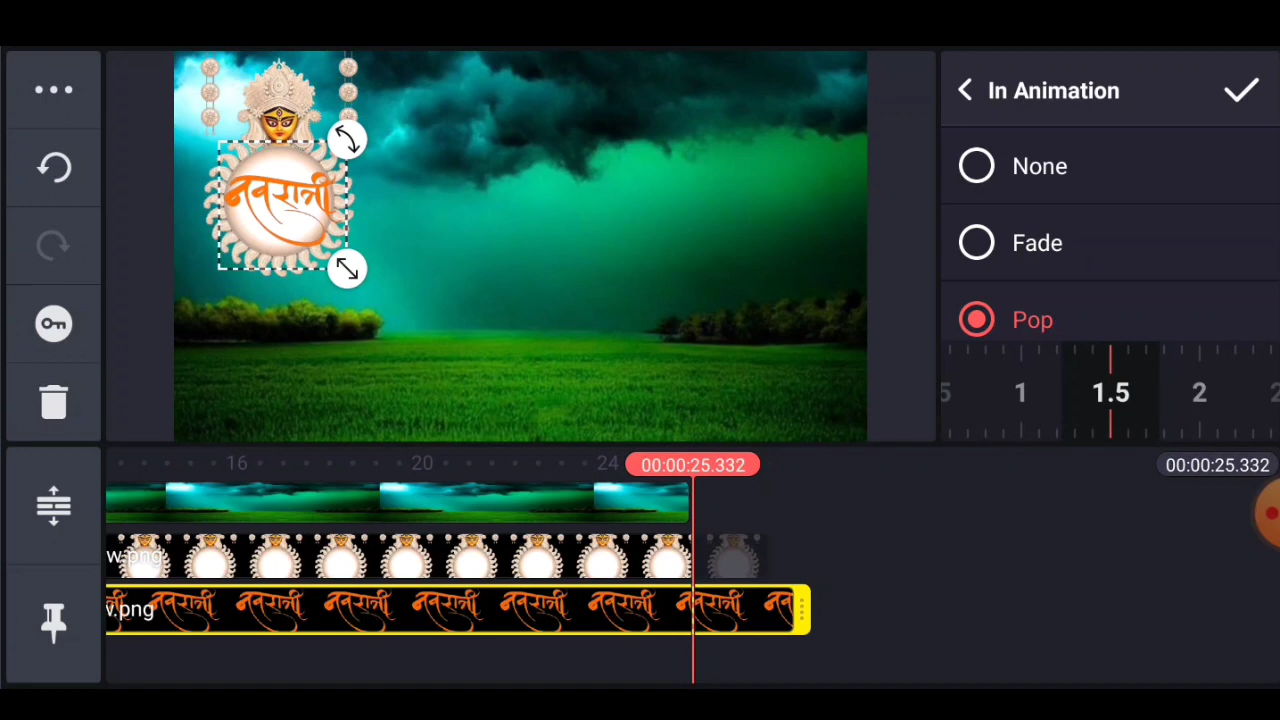 In Animation
None
Fade
Pop
1 1.5 2
नवरात्री
16 20 24 00:00:25.332 00:00:25.332
w.png
नवरात्री नवरात्री नवरात्री नवरात्री नवरात्री नवरात्री नवरात्री
.png